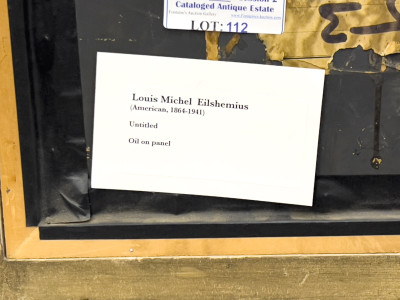 Cataloged Antique Estate
LOT: 112
Louis Michel Eilshemius
(American, 1864-1941)
Untitled
Oil on panel